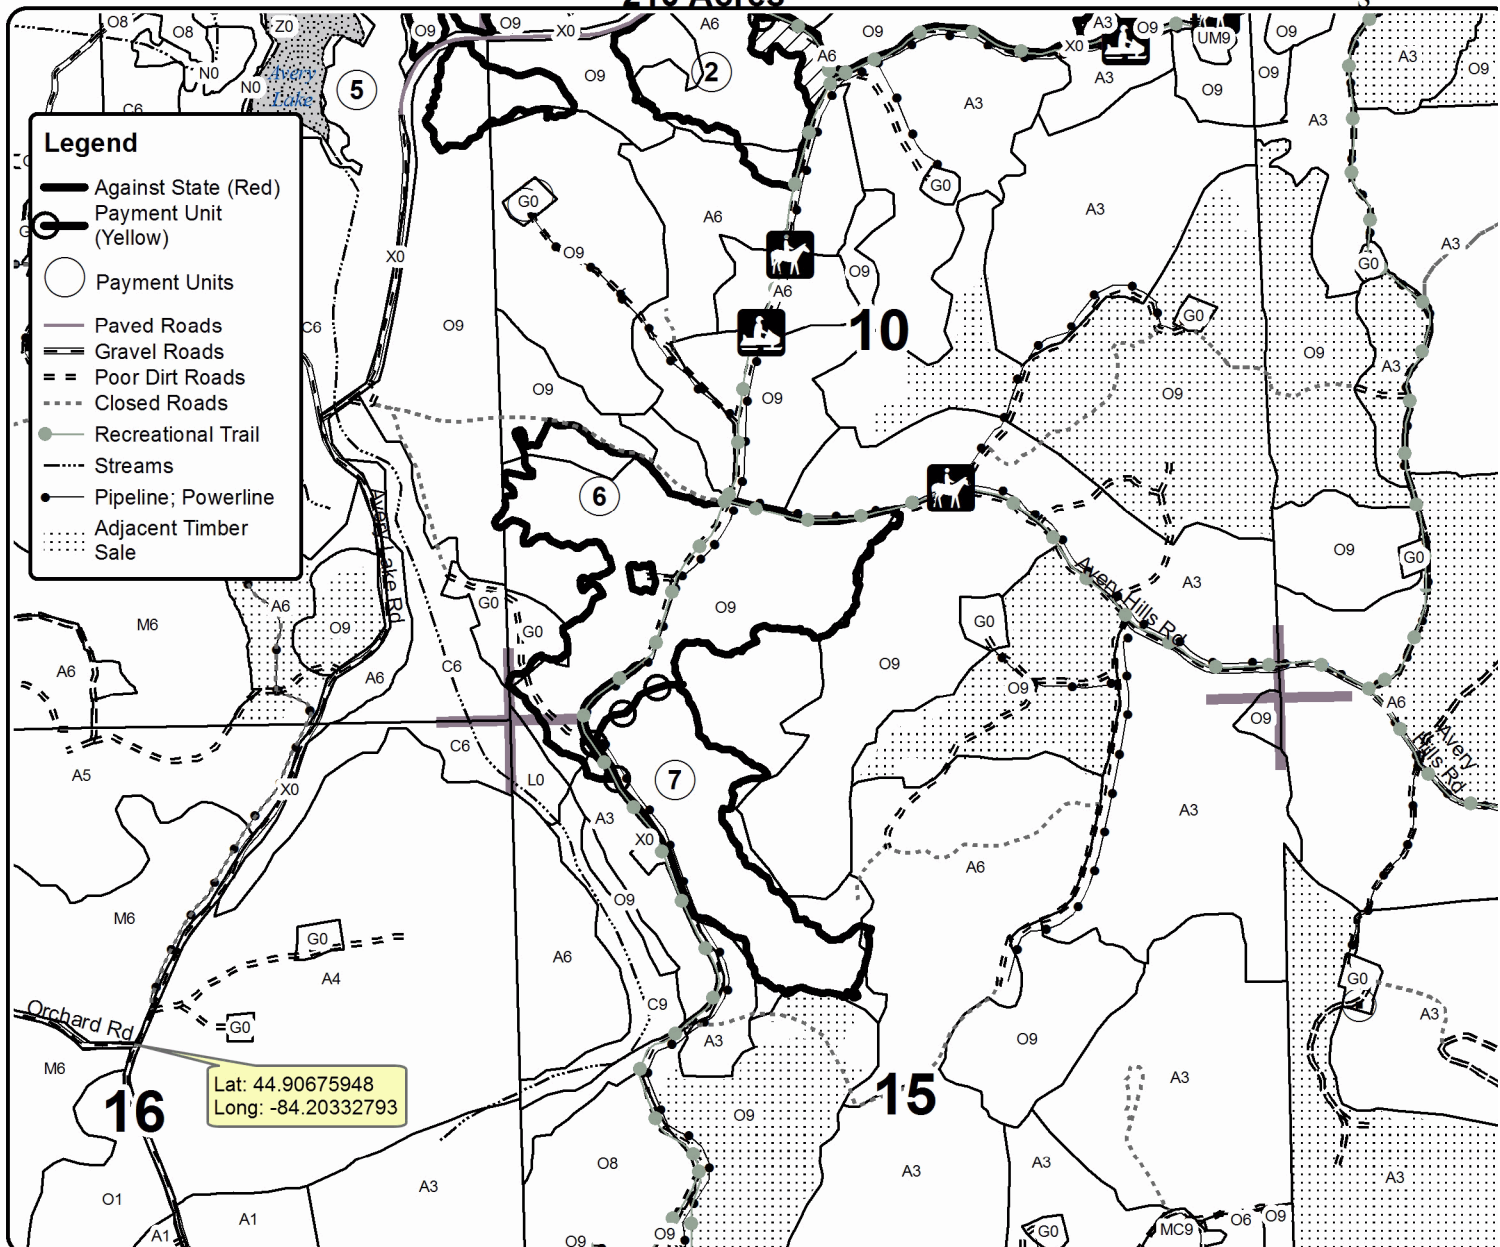 O8
O8
Z0
O9
O9
X0
A6
O9
A3
O9
X0
UM9
O9
A3
O9
N0
N0
Avery
Lake
5
O9
2
A6
A3
A3
O9
O9
A3
C6
Legend
Against State (Red)
Payment Unit
(Yellow)
Payment Units
Paved Roads
Gravel Roads
Poor Dirt Roads
Closed Roads
Recreational Trail
Streams
Pipeline; Powerline
Adjacent Timber
Sale
G0
G0
A6
A3
A3
X0
O9
O9
G0
A6
C6
O9
10
G0
O9
A3
O9
O9
O9
6
Avery Lake Rd
O9
G0
A6
M6
O9
G0
G0
O9
G0
Avery Hills Rd
A3
A6
A6
C6
O9
O9
A6
O9
C6
A5
X0
L0
7
Avery
Hills Rd
A3
X0
A3
A6
O9
M6
G0
A4
A6
C9
G0
A3
Orchard Rd
G0
A3
O9
M6
Lat: 44.90675948
Long: -84.20332793
16
15
O9
A3
O8
A3
A3
A3
A3
O1
A1
A1
O9
O9
G0
MC9
O6
O9